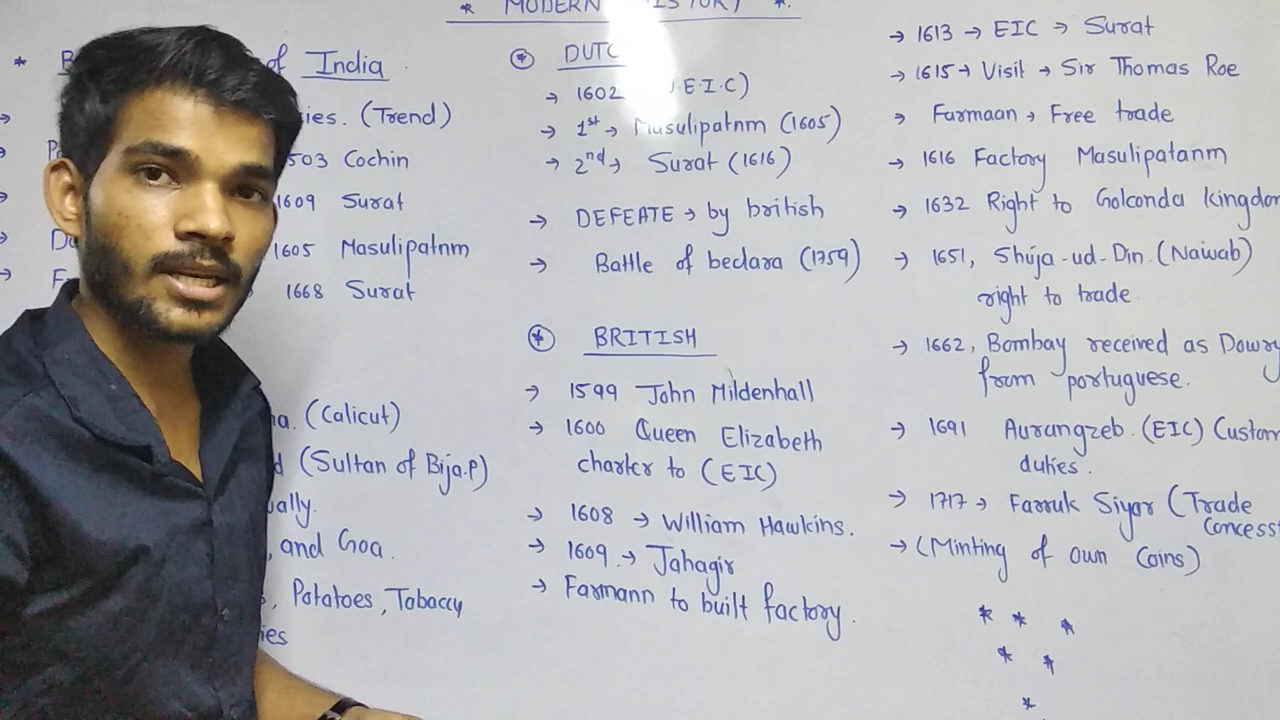 * MODERN HISTORY *
* of India
ies. (Trend)
503 Cochin
1609 Surat
1605 Masulipatnm
1668 Surat
(Calicut)
(Sultan of Bija.P)
ually.
, and Goa.
, Potatoes, Tobaccy
ies
* DUTC
→ 1602 .E.I.C)
→ 1st → Masulipatnm (1605)
→ 2nd → Surat (1616)
→ DEFEATE → by british
→ Battle of bedara (1759)
* BRITISH
→ 1599 John Mildenhall
→ 1600 Queen Elizabeth
charter to (EIC)
→ 1608 → William Hawkins.
→ 1609. → Jahagir
→ Farmann to built factory.
→ 1613 → EIC → Surat
→ 1615 → Visit → Sir Thomas Roe
→ Farmaan → Free trade
→ 1616 Factory Masulipatanm
→ 1632 Right to Golconda kingdom
→ 1651, Shuja-ud-Din. (Naiwab)
right to trade
→ 1662, Bombay received as Dowry
from portuguese.
→ 1691 Aurangzeb. (EIC) Custom
duties.
→ 1717 → Farruk Siyar (Trade
Concess
→ (Minting of own Coins)
* * *
* *
*